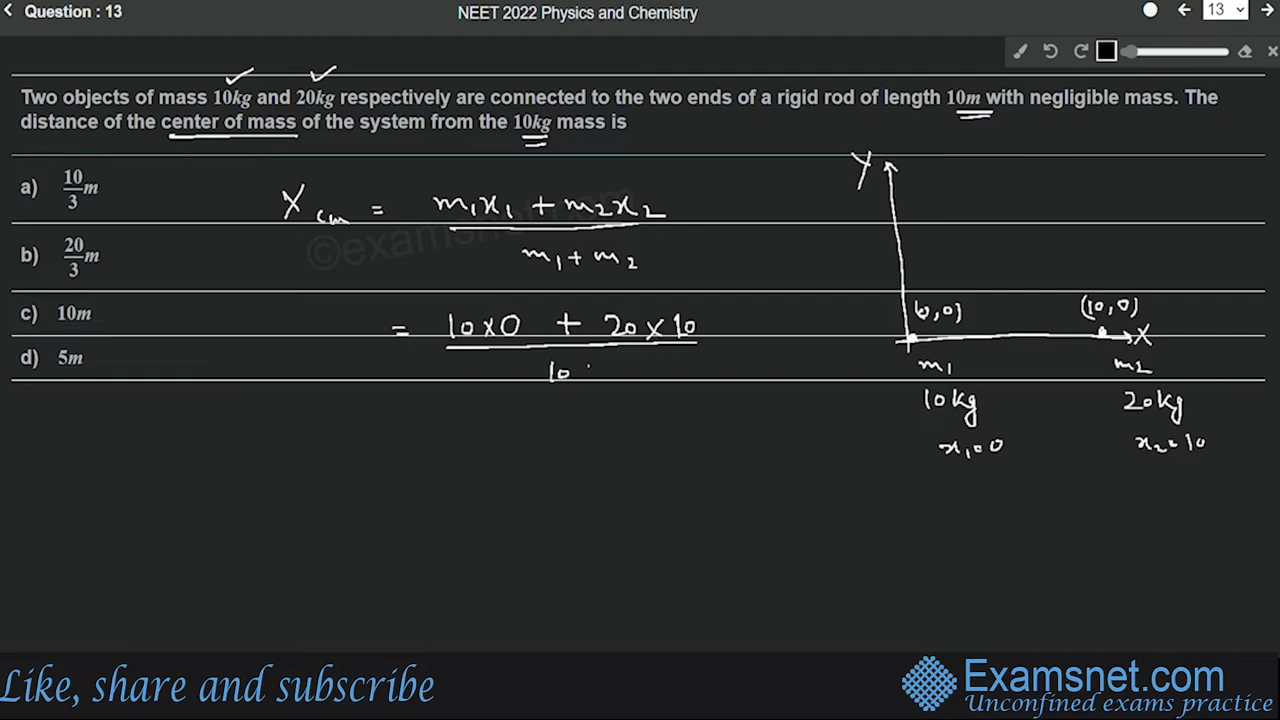 Question : 13
NEET 2022 Physics and Chemistry
13
Two objects of mass 10kg and 20kg respectively are connected to the two ends of a rigid rod of length 10m with negligible mass. The
distance of the center of mass of the system from the 10kg mass is
a) 10/3 m
b) 20/3 m
c) 10m
d) 5m
X cm = m₁x₁ + m₂x₂
m₁ + m₂
= 10×0 + 20×10
10
©examsnet.com
Y
(0,0) (10,0)
X
m₁ m₂
10kg 20kg
x₁=0 x₂=10
Like, share and subscribe
Examsnet.com
Unconfined exams practice